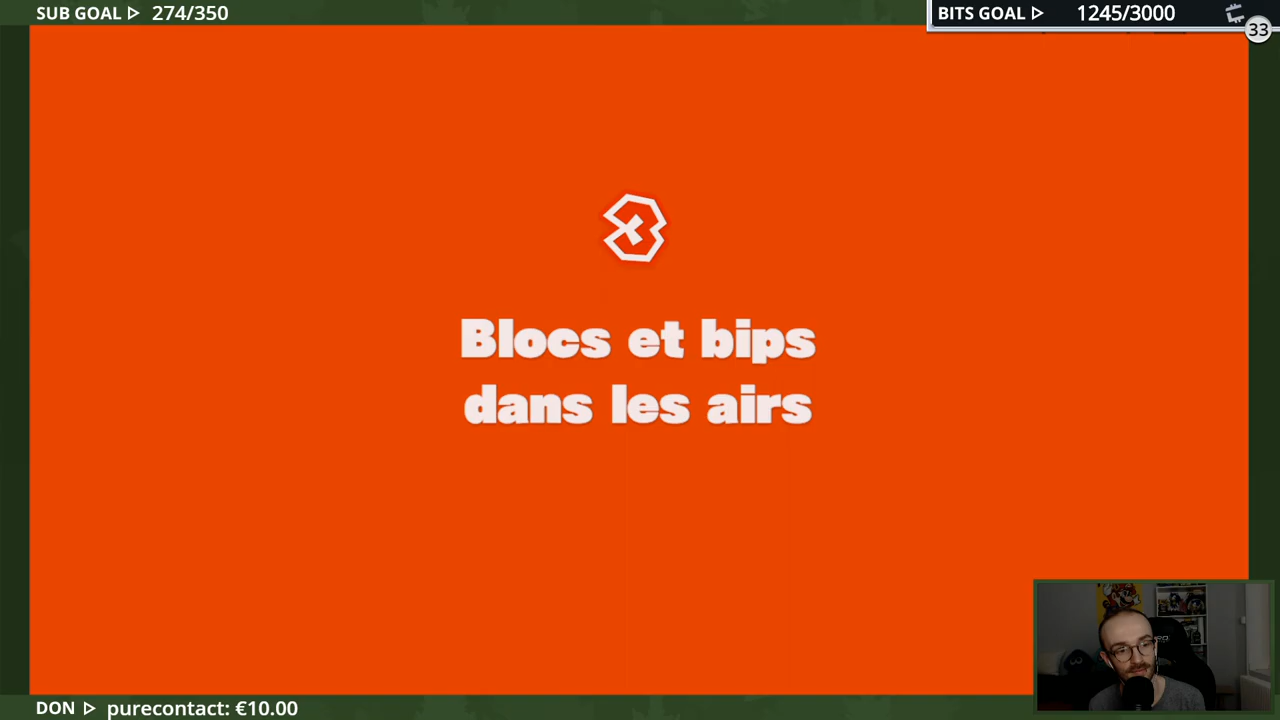 SUB GOAL 274/350
BITS GOAL 1245/3000
33
Blocs et bips
dans les airs
DON purecontact: €10.00